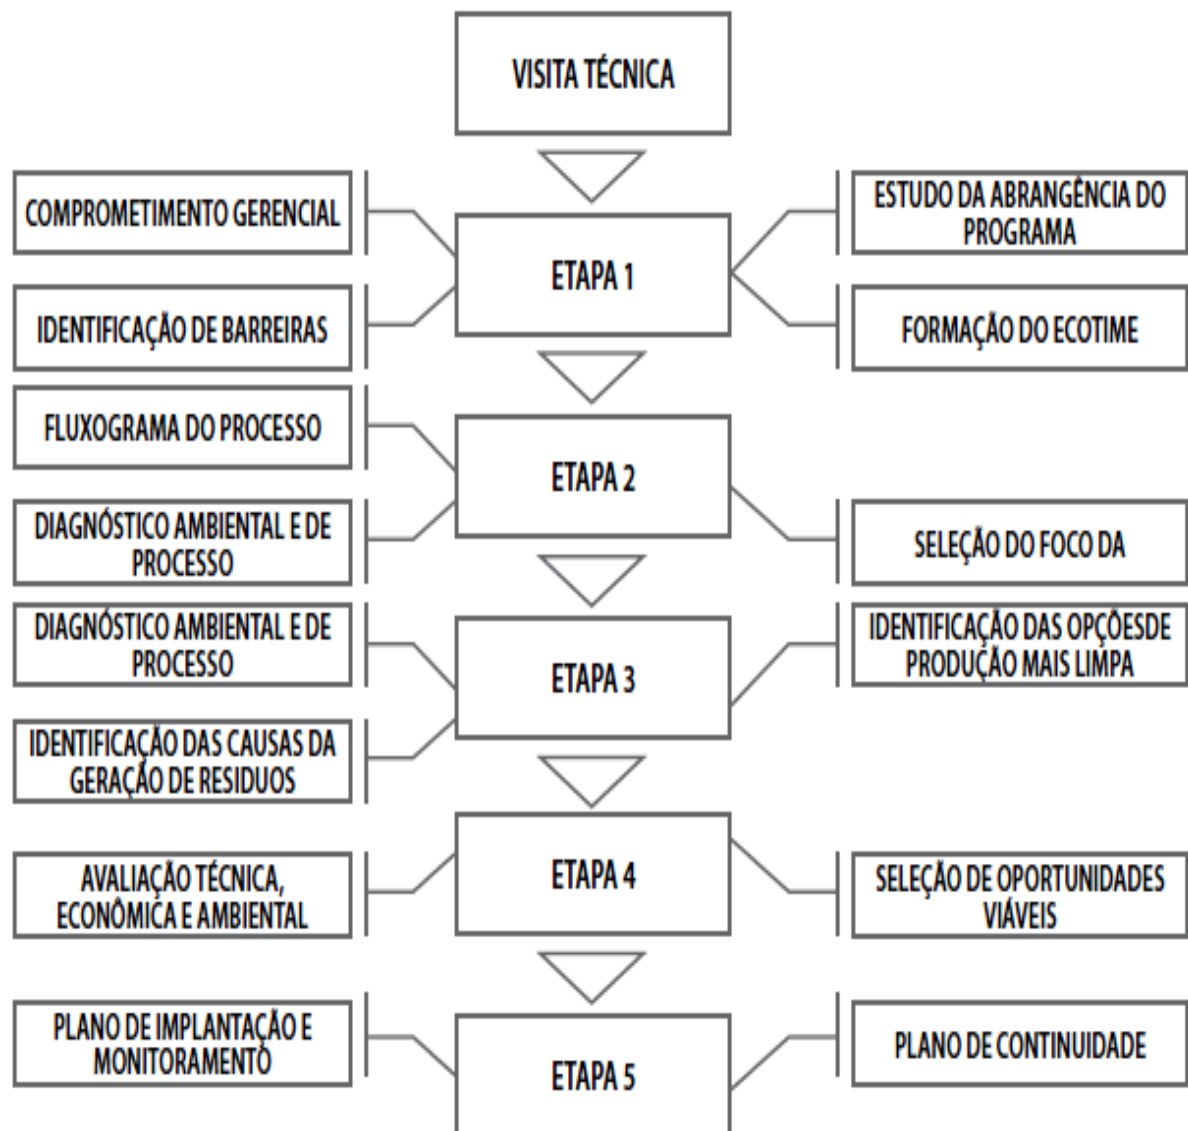 VISITA TÉCNICA
COMPROMETIMENTO GERENCIAL
IDENTIFICAÇÃO DE BARREIRAS
ETAPA 1
ESTUDO DA ABRANGÊNCIA DO
PROGRAMA
FORMAÇÃO DO ECOTIME
FLUXOGRAMA DO PROCESSO
DIAGNÓSTICO AMBIENTAL E DE
PROCESSO
ETAPA 2
SELEÇÃO DO FOCO DA
DIAGNÓSTICO AMBIENTAL E DE
PROCESSO
IDENTIFICAÇÃO DAS CAUSAS DA
GERAÇÃO DE RESIDUOS
ETAPA 3
IDENTIFICAÇÃO DAS OPÇÕESDE
PRODUÇÃO MAIS LIMPA
AVALIAÇÃO TÉCNICA,
ECONÔMICA E AMBIENTAL
ETAPA 4
SELEÇÃO DE OPORTUNIDADES
VIÁVEIS
PLANO DE IMPLANTAÇÃO E
MONITORAMENTO
ETAPA 5
PLANO DE CONTINUIDADE